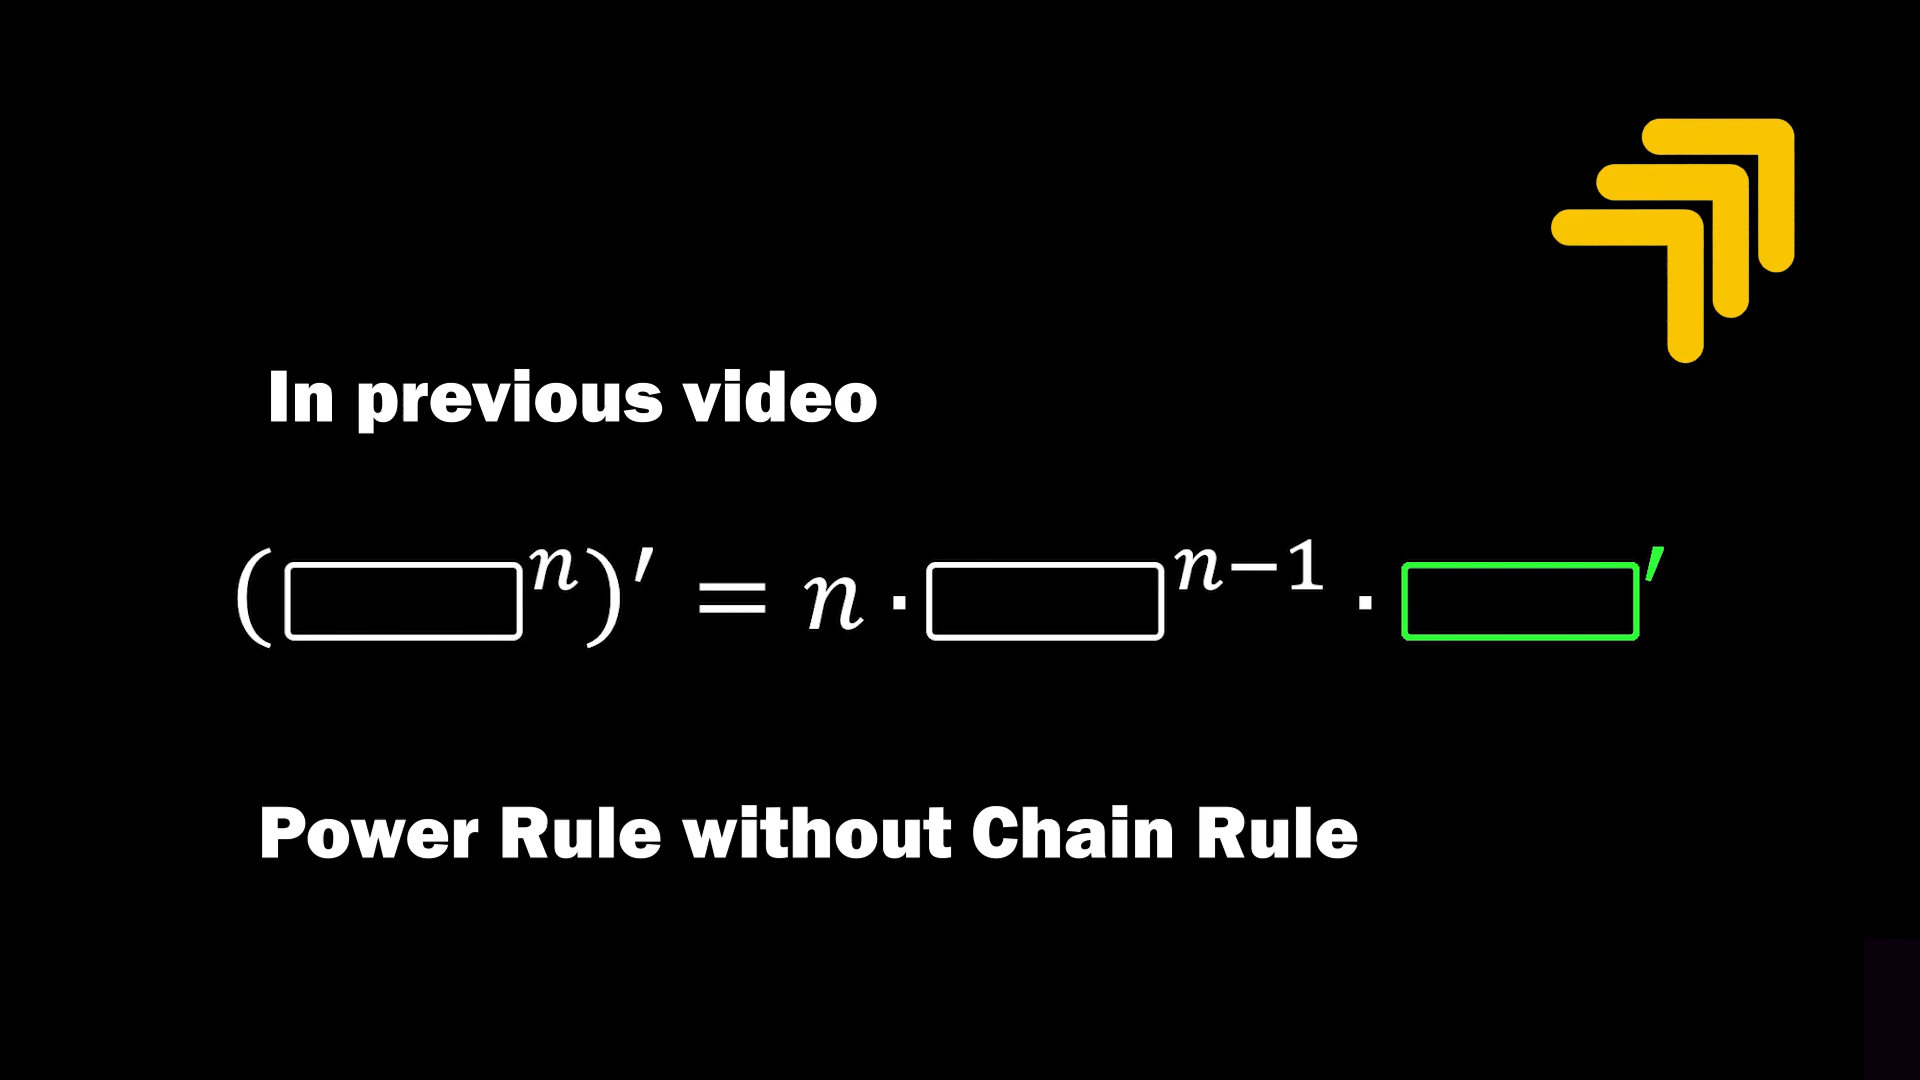 In previous video
(▭ⁿ)′ = n · ▭ⁿ⁻¹ · ▭′
Power Rule without Chain Rule